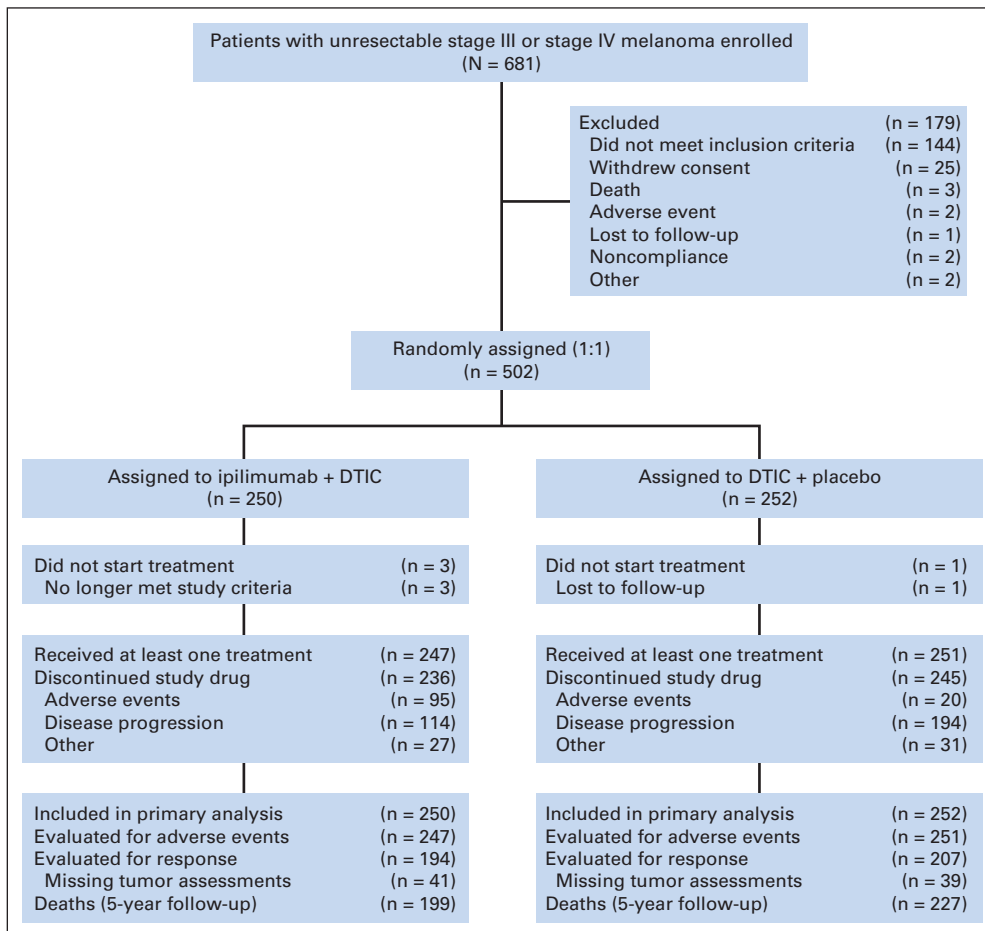 Patients with unresectable stage III or stage IV melanoma enrolled
(N = 681)
Excluded (n = 179)
Did not meet inclusion criteria (n = 144)
Withdrew consent (n = 25)
Death (n = 3)
Adverse event (n = 2)
Lost to follow-up (n = 1)
Noncompliance (n = 2)
Other (n = 2)
Randomly assigned (1:1)
(n = 502)
Assigned to ipilimumab + DTIC
(n = 250)
Did not start treatment (n = 3)
No longer met study criteria (n = 3)
Received at least one treatment (n = 247)
Discontinued study drug (n = 236)
Adverse events (n = 95)
Disease progression (n = 114)
Other (n = 27)
Included in primary analysis (n = 250)
Evaluated for adverse events (n = 247)
Evaluated for response (n = 194)
Missing tumor assessments (n = 41)
Deaths (5-year follow-up) (n = 199)
Assigned to DTIC + placebo
(n = 252)
Did not start treatment (n = 1)
Lost to follow-up (n = 1)
Received at least one treatment (n = 251)
Discontinued study drug (n = 245)
Adverse events (n = 20)
Disease progression (n = 194)
Other (n = 31)
Included in primary analysis (n = 252)
Evaluated for adverse events (n = 251)
Evaluated for response (n = 207)
Missing tumor assessments (n = 39)
Deaths (5-year follow-up) (n = 227)